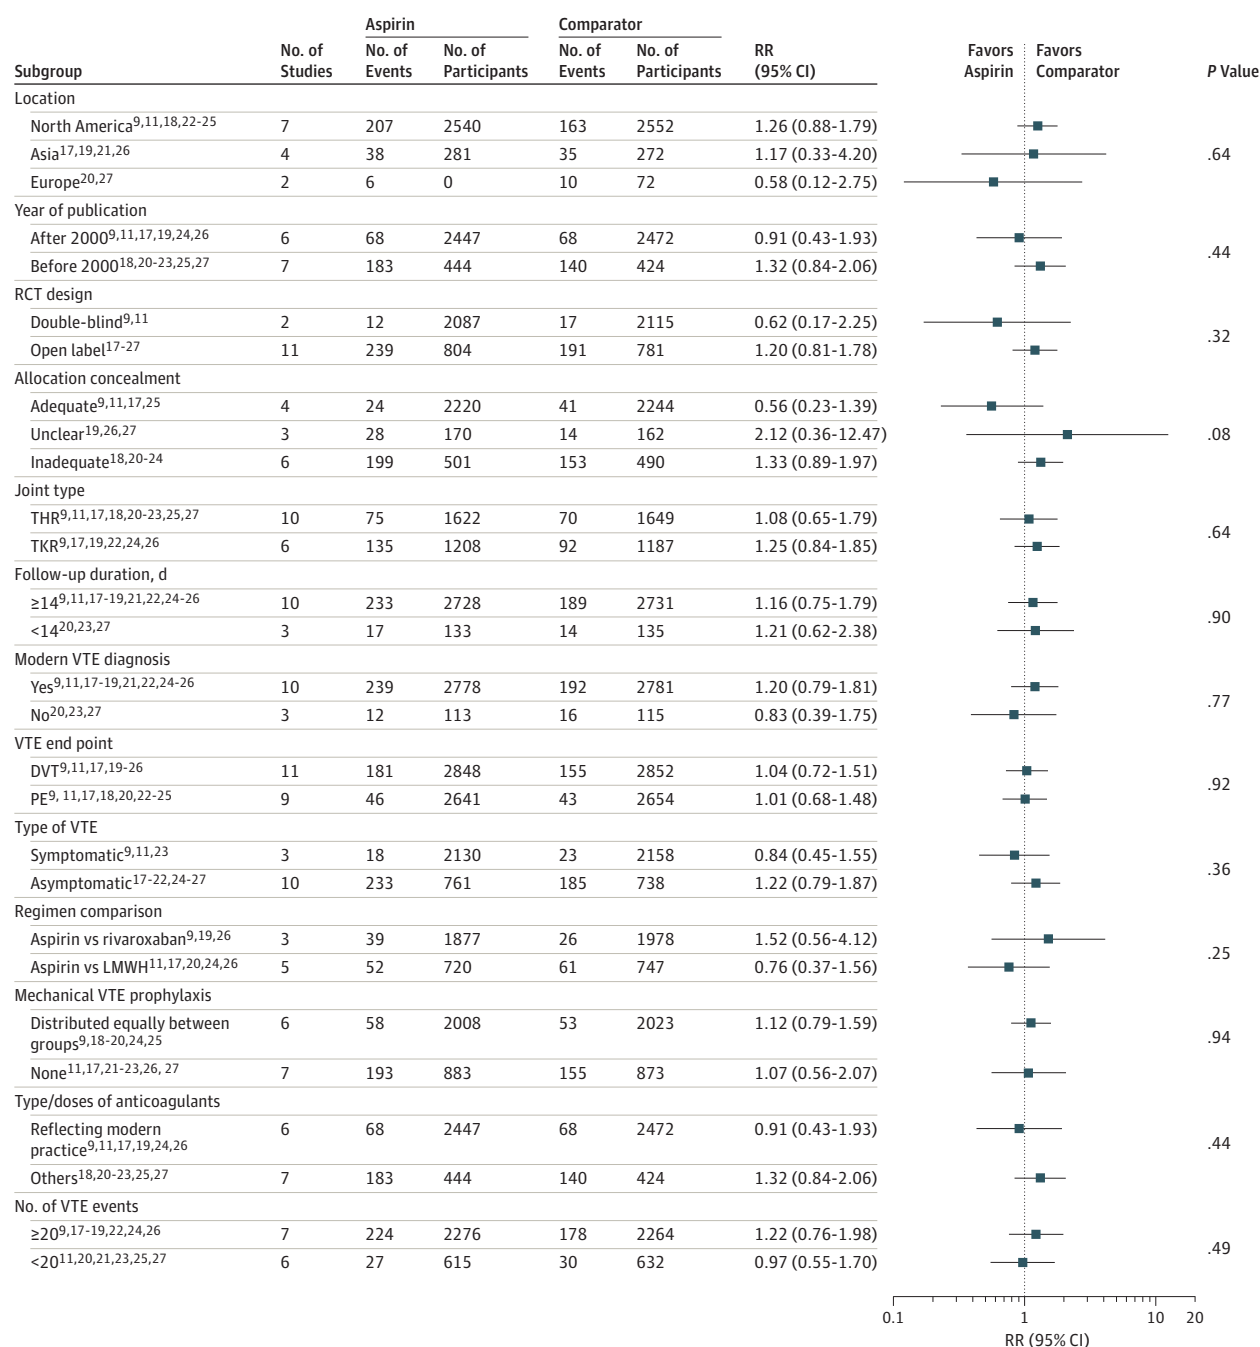 Aspirin Comparator
Subgroup No. of Studies No. of Events No. of Participants No. of Events No. of Participants RR (95% CI) Favors Aspirin Favors Comparator P Value
Location
North America9,11,18,22-25 7 207 2540 163 2552 1.26 (0.88-1.79)
Asia17,19,21,26 4 38 281 35 272 1.17 (0.33-4.20) .64
Europe20,27 2 6 0 10 72 0.58 (0.12-2.75)
Year of publication
After 20009,11,17,19,24,26 6 68 2447 68 2472 0.91 (0.43-1.93)
.44
Before 200018,20-23,25,27 7 183 444 140 424 1.32 (0.84-2.06)
RCT design
Double-blind9,11 2 12 2087 17 2115 0.62 (0.17-2.25)
.32
Open label17-27 11 239 804 191 781 1.20 (0.81-1.78)
Allocation concealment
Adequate9,11,17,25 4 24 2220 41 2244 0.56 (0.23-1.39)
Unclear19,26,27 3 28 170 14 162 2.12 (0.36-12.47) .08
Inadequate18,20-24 6 199 501 153 490 1.33 (0.89-1.97)
Joint type
THR9,11,17,18,20-23,25,27 10 75 1622 70 1649 1.08 (0.65-1.79)
.64
TKR9,17,19,22,24,26 6 135 1208 92 1187 1.25 (0.84-1.85)
Follow-up duration, d
≥149,11,17-19,21,22,24-26 10 233 2728 189 2731 1.16 (0.75-1.79)
.90
<1420,23,27 3 17 133 14 135 1.21 (0.62-2.38)
Modern VTE diagnosis
Yes9,11,17-19,21,22,24-26 10 239 2778 192 2781 1.20 (0.79-1.81)
.77
No20,23,27 3 12 113 16 115 0.83 (0.39-1.75)
VTE end point
DVT9,11,17,19-26 11 181 2848 155 2852 1.04 (0.72-1.51)
.92
PE9, 11,17,18,20,22-25 9 46 2641 43 2654 1.01 (0.68-1.48)
Type of VTE
Symptomatic9,11,23 3 18 2130 23 2158 0.84 (0.45-1.55)
.36
Asymptomatic17-22,24-27 10 233 761 185 738 1.22 (0.79-1.87)
Regimen comparison
Aspirin vs rivaroxaban9,19,26 3 39 1877 26 1978 1.52 (0.56-4.12)
.25
Aspirin vs LMWH11,17,20,24,26 5 52 720 61 747 0.76 (0.37-1.56)
Mechanical VTE prophylaxis
Distributed equally between 6 58 2008 53 2023 1.12 (0.79-1.59)
groups9,18-20,24,25 .94
None11,17,21-23,26, 27 7 193 883 155 873 1.07 (0.56-2.07)
Type/doses of anticoagulants
Reflecting modern 6 68 2447 68 2472 0.91 (0.43-1.93)
practice9,11,17,19,24,26 .44
Others18,20-23,25,27 7 183 444 140 424 1.32 (0.84-2.06)
No. of VTE events
≥209,17-19,22,24,26 7 224 2276 178 2264 1.22 (0.76-1.98)
.49
<2011,20,21,23,25,27 6 27 615 30 632 0.97 (0.55-1.70)
0.1 1 10 20
RR (95% CI)